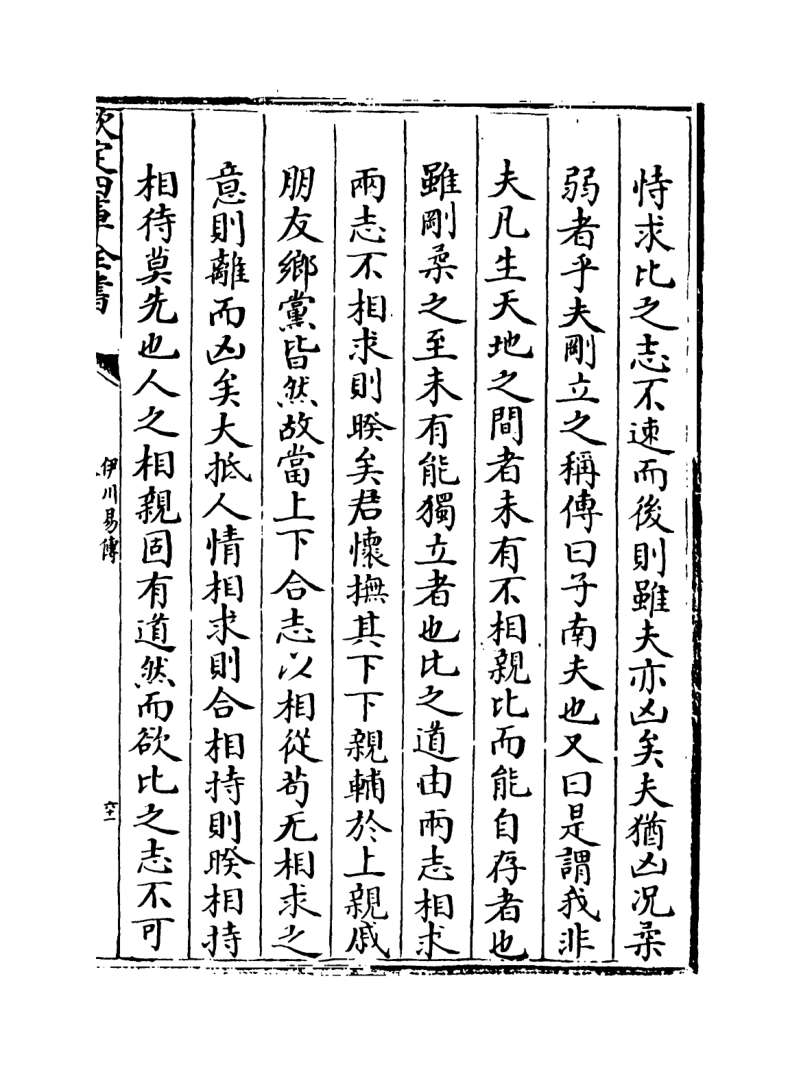 恃求比之志不速而後則雖夫亦凶矣夫猶凶况柔
弱者乎夫剛立之稱傳曰子南夫也又曰是謂我非
夫凡生天地之間者未有不相親比而能自存者也
雖剛柔之至未有能獨立者也比之道由兩志相求
兩志不相求則睽矣君懷撫其下下親輔於上親戚
朋友鄉黨皆然故當上下合志以相從茍无相求之
意則離而凶矣大抵人情相求則合相持則睽相持
相待莫先也人之相親固有道然而欲比之志不可
欽定四庫全書
伊川易傳